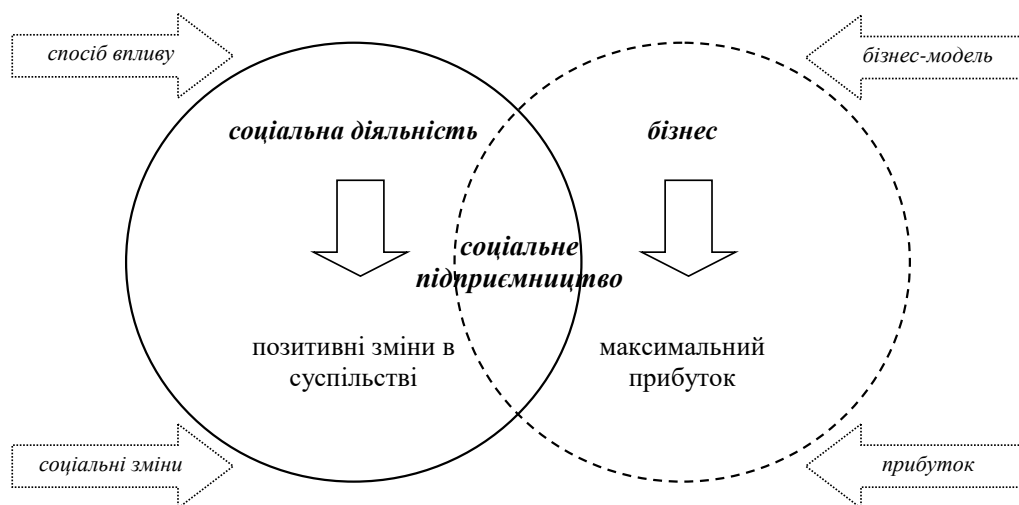 спосіб впливу
бізнес-модель
соціальна діяльність
бізнес
соціальне
підприємництво
позитивні зміни в
суспільстві
максимальний
прибуток
соціальні зміни
прибуток